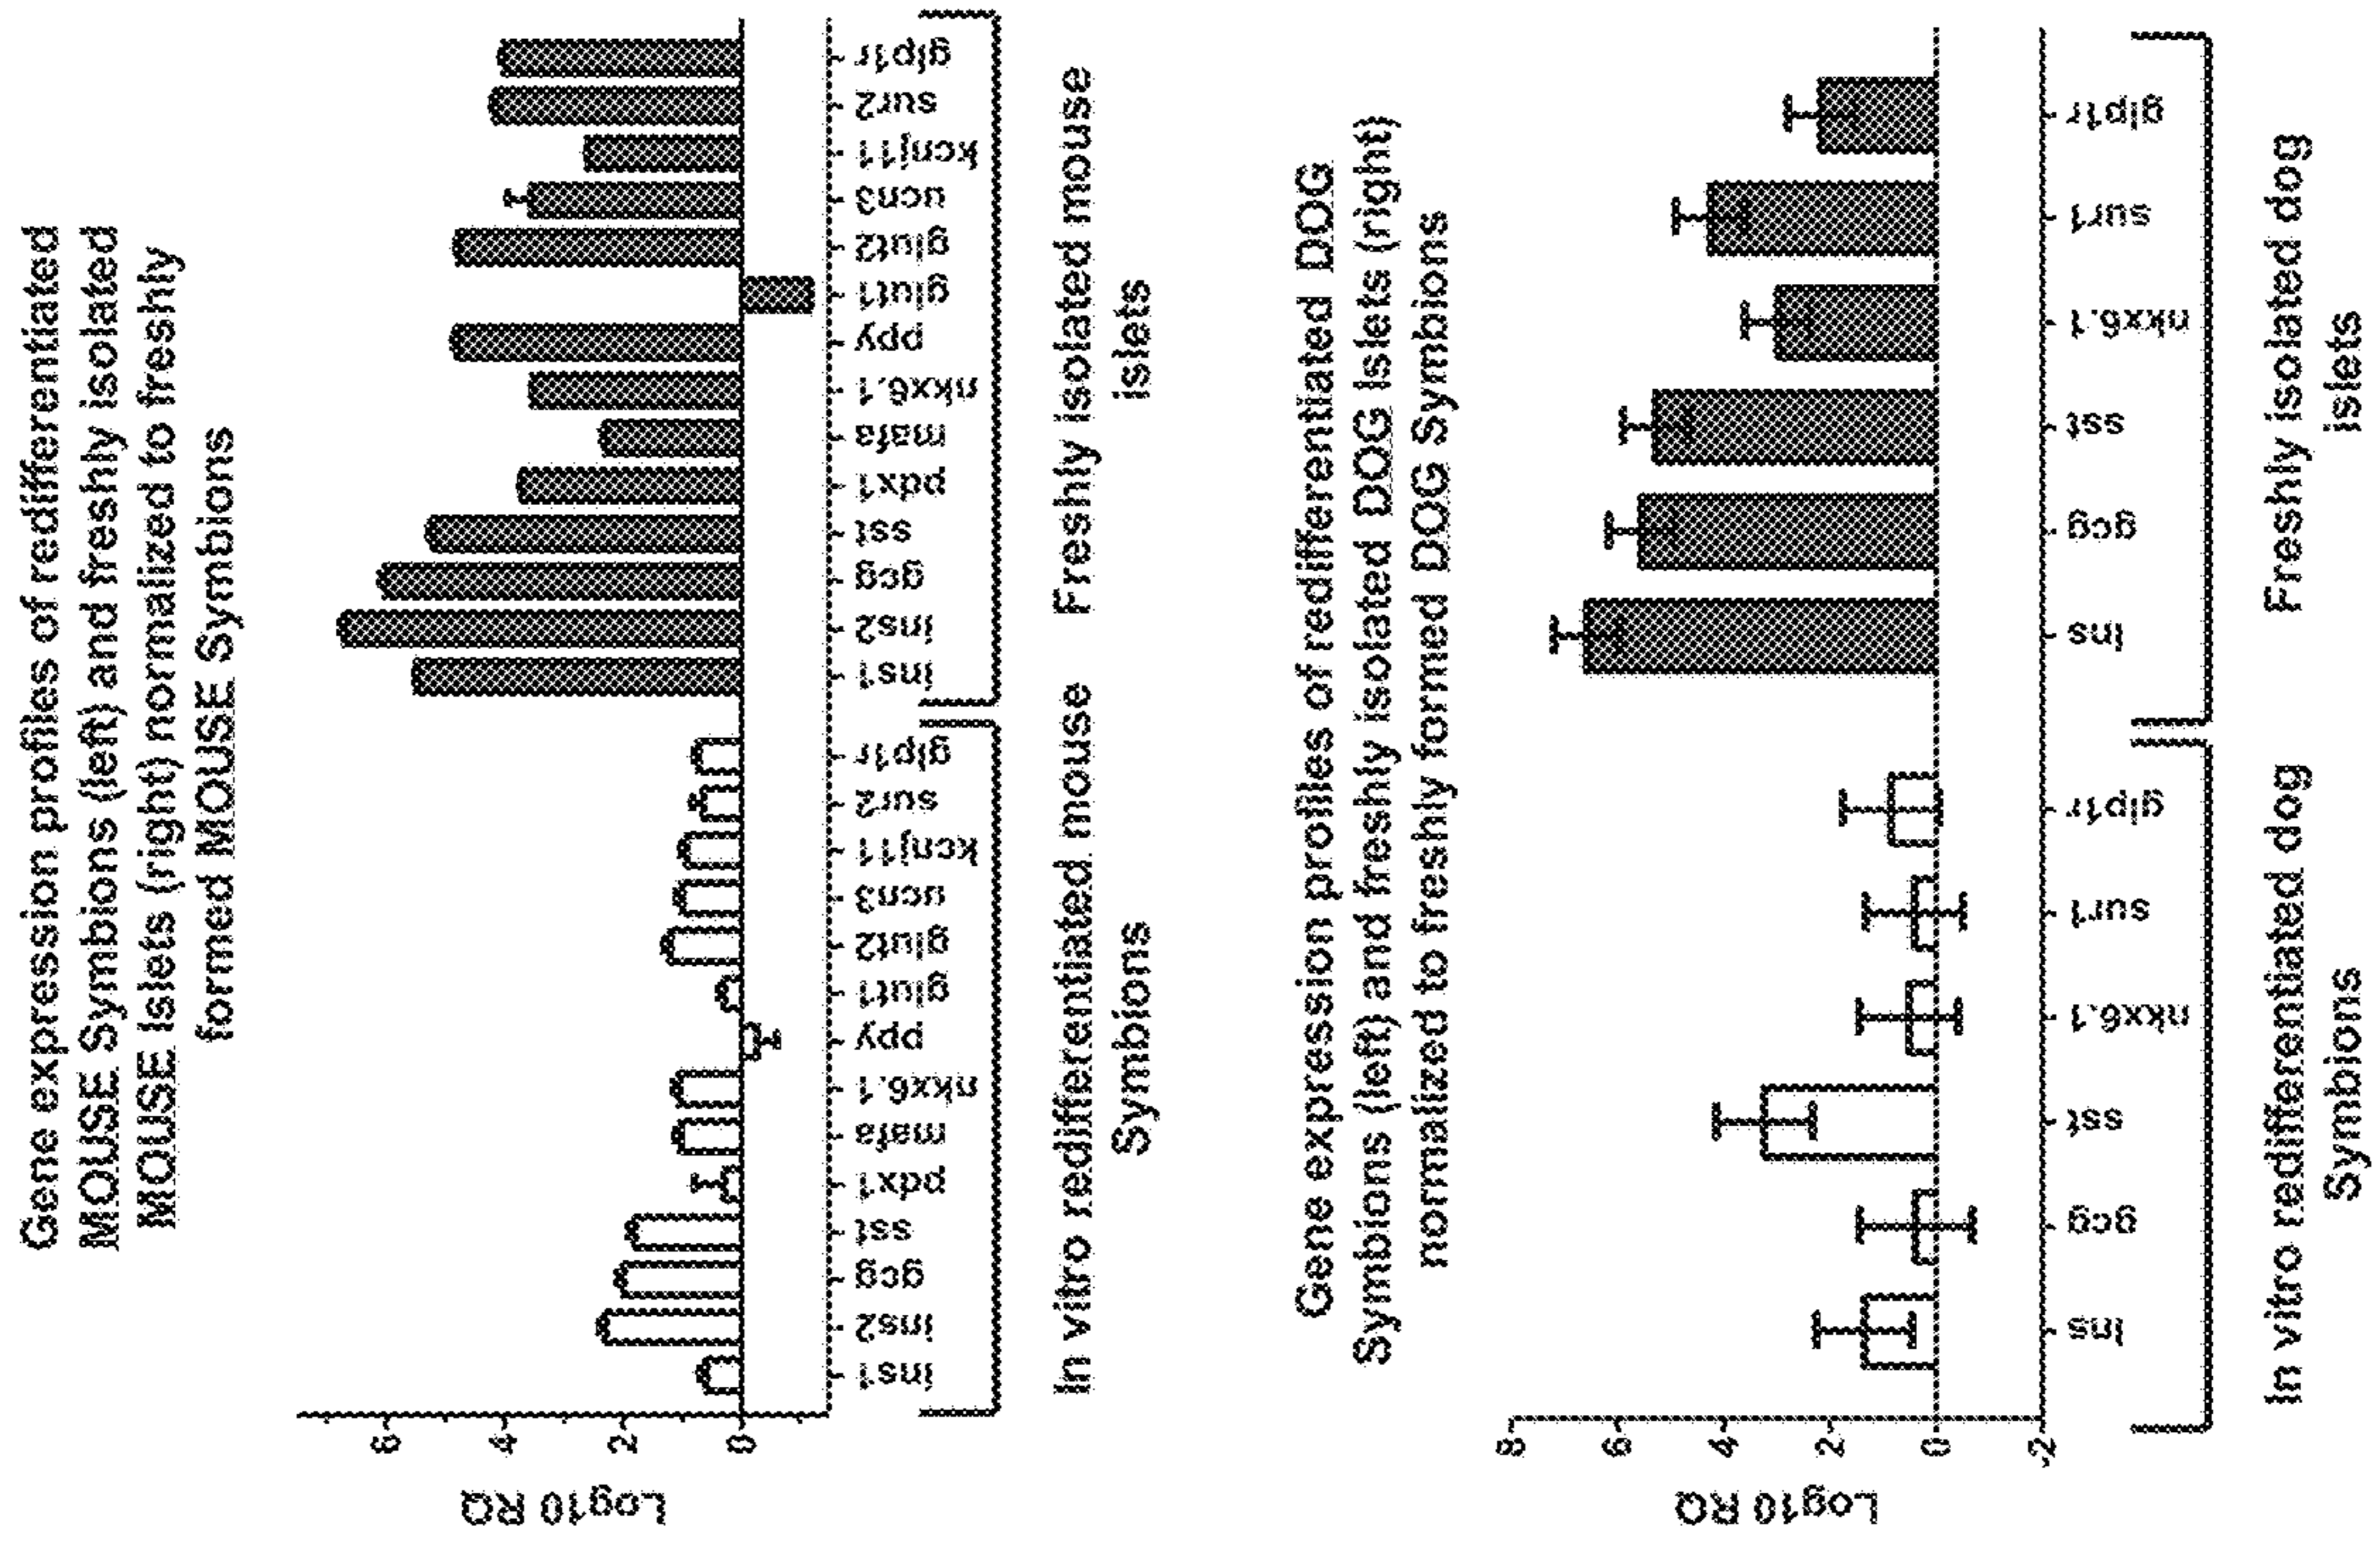 Gene expression profiles of redifferentiated
MOUSE Symbions (left) and freshly isolated
MOUSE Islets (right) normalized to freshly
formed MOUSE Symbions
Log10 RQ
6
4
2
0
ins1
ins2
gcg
sst
pdx1
mafa
nkx6.1
ppy
glut1
glut2
ucn3
kcnj11
sur2
glp1r
ins1
ins2
gcg
sst
pdx1
mafa
nkx6.1
ppy
glut1
glut2
ucn3
kcnj11
sur2
glp1r
In vitro redifferentiated mouse
Symbions
Freshly isolated mouse
islets
Gene expression profiles of redifferentiated DOG
Symbions (left) and freshly isolated DOG Islets (right)
normalized to freshly formed DOG Symbions
Log10 RQ
8
6
4
2
0
-2
ins
gcg
sst
nkx6.1
sur1
glp1r
ins
gcg
sst
nkx6.1
sur1
glp1r
In vitro redifferentiated dog
Symbions
Freshly isolated dog
islets